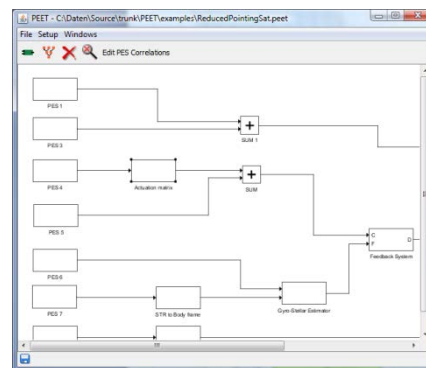 PEET - C:\Daten\Source\trunk\PEET\examples\ReducedPointingSat.peet
File Setup Windows
Edit PES Correlations
PES 1
SUM 1
PES 3
PES 4
Actuation matrix
SUM
PES 5
C
F
D
Feedback System
PES 6
Gyro-Stellar Estimator
PES 7
STR to Body frame